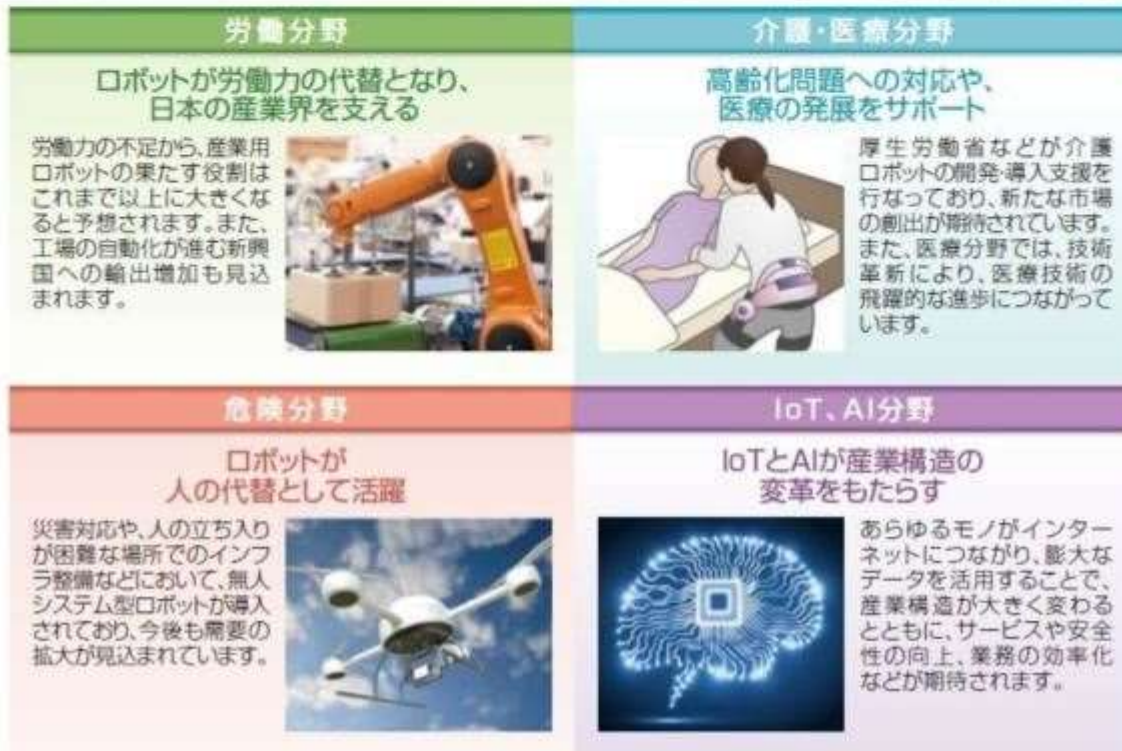 労働分野
ロボットが労働力の代替となり、
日本の産業界を支える
労働力の不足から、産業用
ロボットの果たす役割は
これまで以上に大きくな
ると予想されます。また、
工場の自動化が進む新興
国への輸出増加も見込
まれます。
介護・医療分野
高齢化問題への対応や、
医療の発展をサポート
厚生労働省などが介護
ロボットの開発・導入支援を
行なっており、新たな市場
の創出が期待されています。
また、医療分野では、技術
革新により、医療技術の
飛躍的な進歩につながって
います。
危険分野
ロボットが
人の代替として活躍
災害対応や、人の立ち入り
が困難な場所でのインフ
ラ整備などにおいて、無人
システム型ロボットが導入
されており、今後も需要の
拡大が見込まれています。
IoT、AI分野
IoTとAIが産業構造の
変革をもたらす
あらゆるモノがインター
ネットにつながり、膨大な
データを活用することで、
産業構造が大きく変わる
とともに、サービスや安全
性の向上、業務の効率化
などが期待されます。